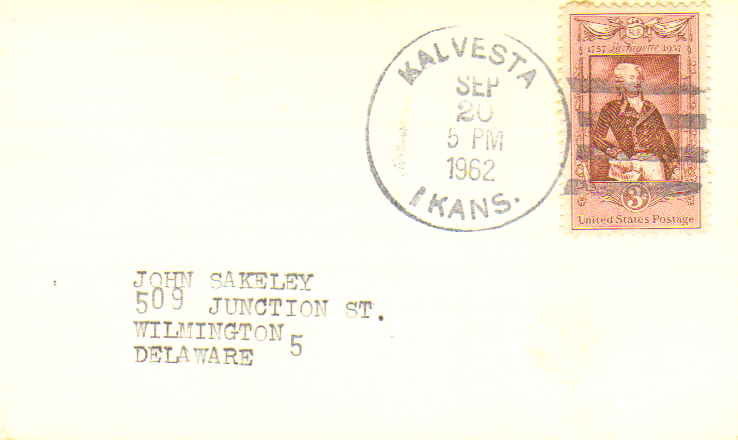 KALVESTA
SEP
20
5 PM
1962
KANS.
1757 Lafayette 1957
3¢
United States Postage
JOHN SAKELEY
509 JUNCTION ST.
WILMINGTON 5
DELAWARE